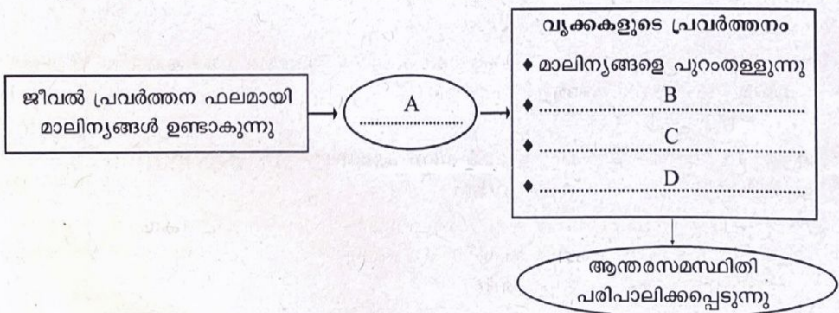 വൃക്കകളുടെ പ്രവർത്തനം
♦ മാലിന്യങ്ങളെ പുറംതള്ളുന്നു
ജീവൽ പ്രവർത്തന ഫലമായി
മാലിന്യങ്ങൾ ഉണ്ടാകുന്നു
A
♦ B
♦ C
♦ D
ആന്തരസമസ്ഥിതി
പരിപാലിക്കപ്പെടുന്നു